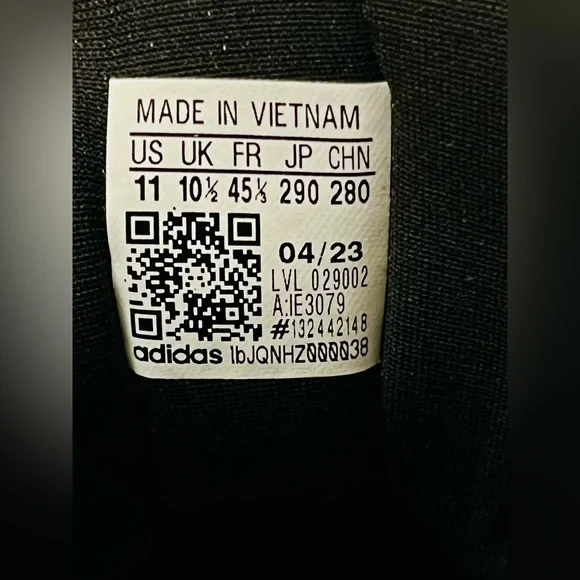 MADE IN VIETNAM
US UK FR JP CHN
11 10½ 45⅓ 290 280
04/23
LVL 029002
A:IE3079
#132442148
adidas IbJQNHZ000038